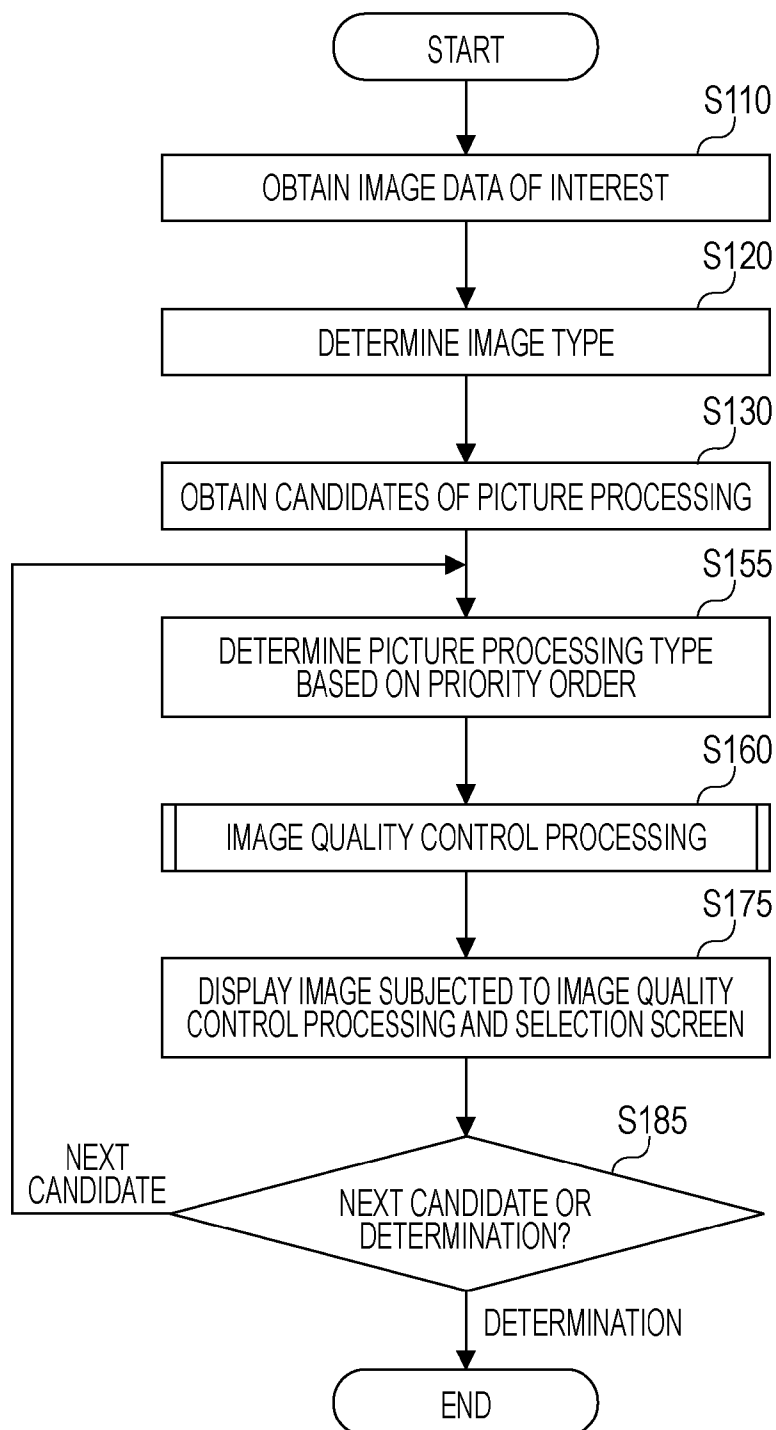 START
S110
OBTAIN IMAGE DATA OF INTEREST
S120
DETERMINE IMAGE TYPE
S130
OBTAIN CANDIDATES OF PICTURE PROCESSING
S155
DETERMINE PICTURE PROCESSING TYPE
BASED ON PRIORITY ORDER
S160
IMAGE QUALITY CONTROL PROCESSING
S175
DISPLAY IMAGE SUBJECTED TO IMAGE QUALITY
CONTROL PROCESSING AND SELECTION SCREEN
S185
NEXT
CANDIDATE
NEXT CANDIDATE OR
DETERMINATION?
DETERMINATION
END